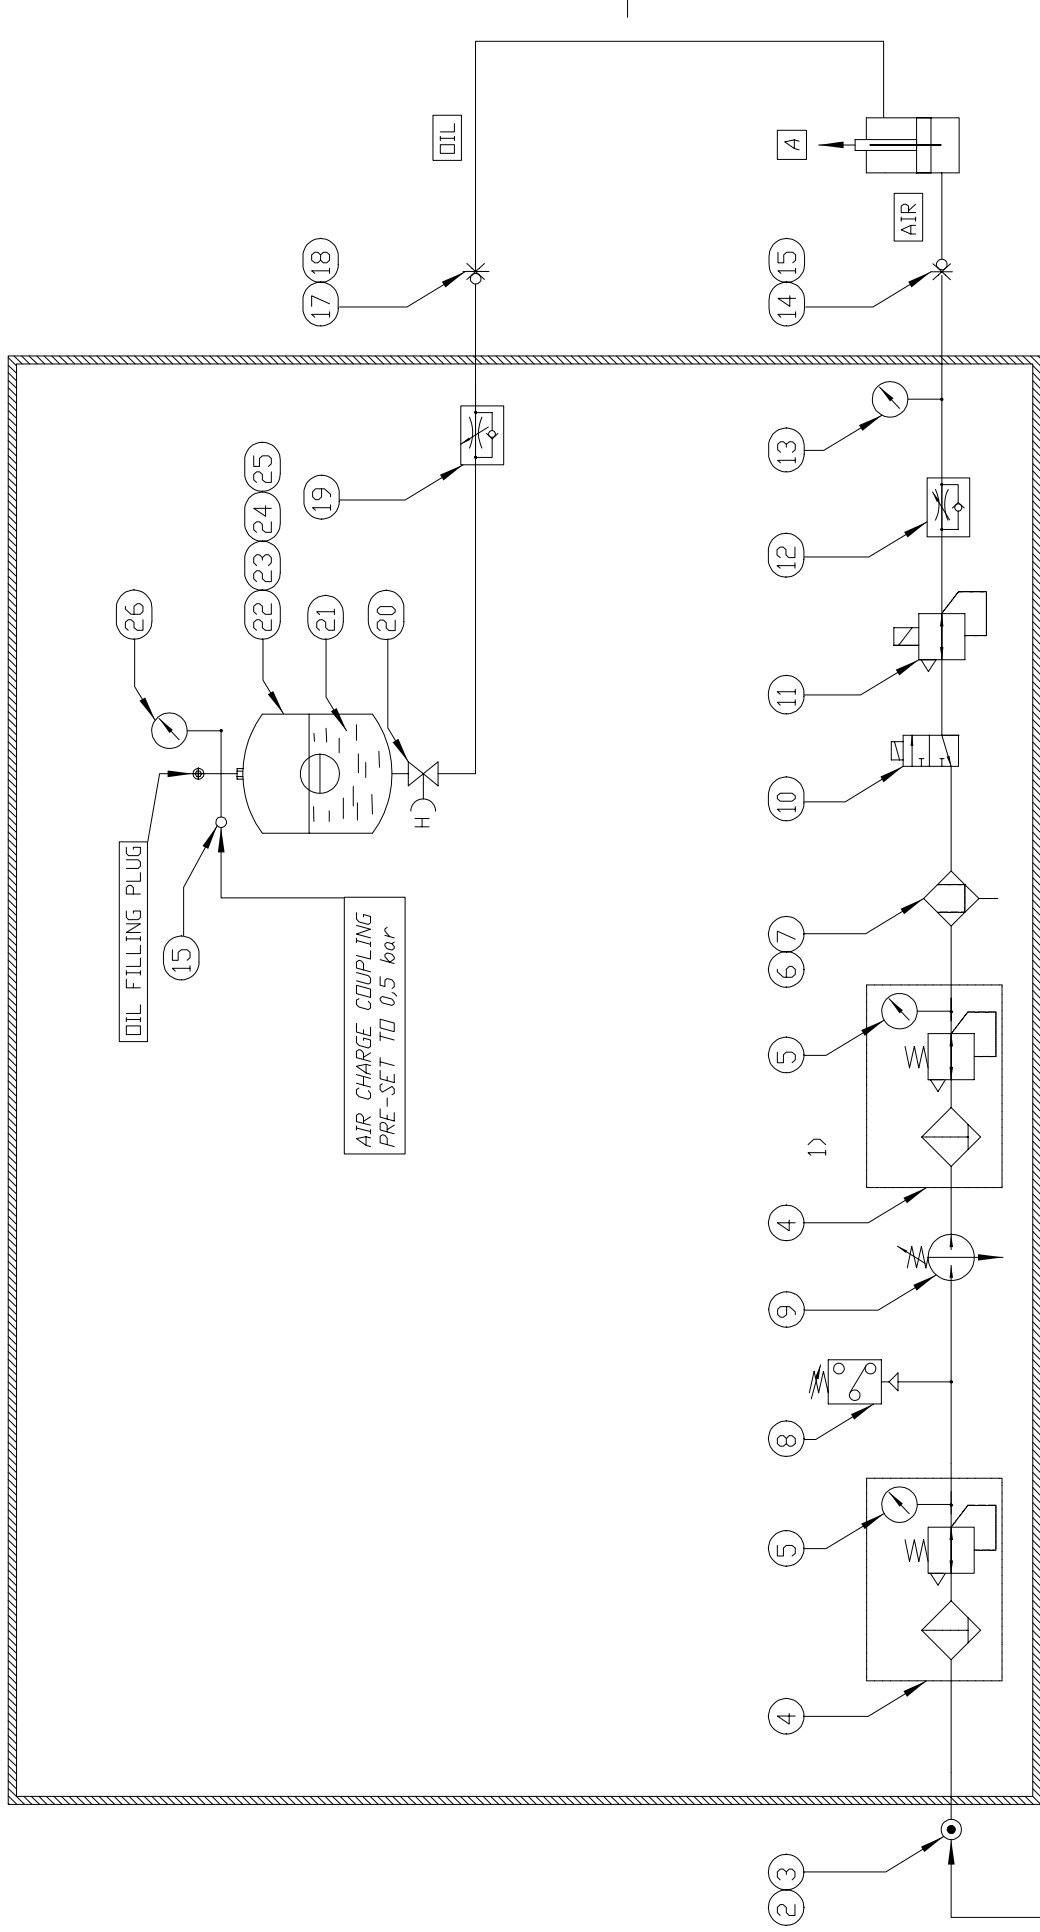 OIL FILLING PLUG
26
15
22 23 24 25
21
19
17 18
AIR CHARGE COUPLING
PRE-SET TO 0,5 bar
20
H
OIL
2 3
4
5
8
9
4
5
6 7
10
11
12
13
14 15
A
1)
AIR